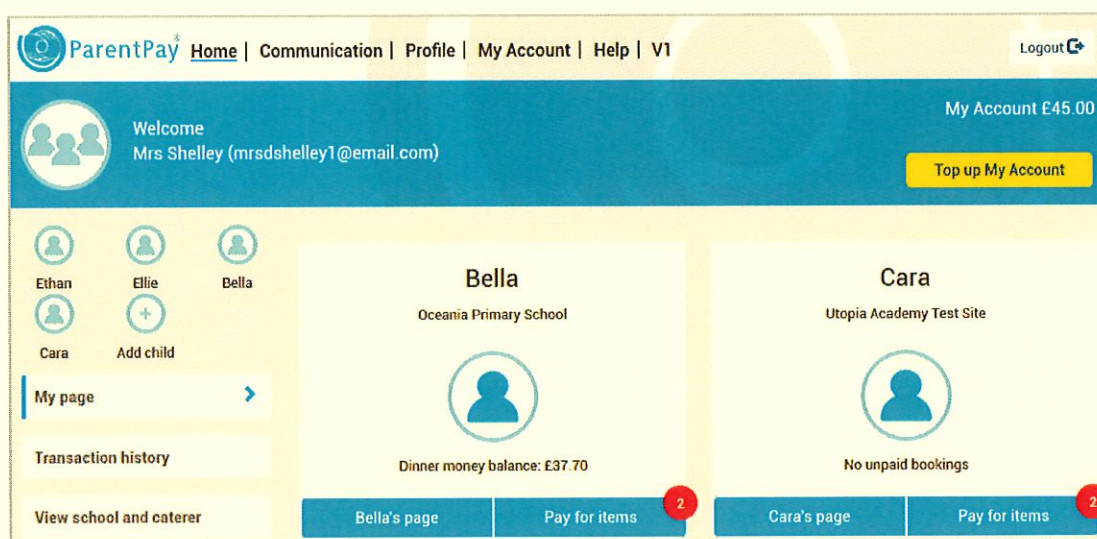 ParentPay® Home | Communication | Profile | My Account | Help | V1 Logout
Welcome
Mrs Shelley (mrsdshelley1@email.com)
My Account £45.00
Top up My Account
Ethan Ellie Bella
Cara Add child
My page
Transaction history
View school and caterer
Bella
Oceania Primary School
Dinner money balance: £37.70
Bella's page Pay for items 2
Cara
Utopia Academy Test Site
No unpaid bookings
Cara's page Pay for items 2